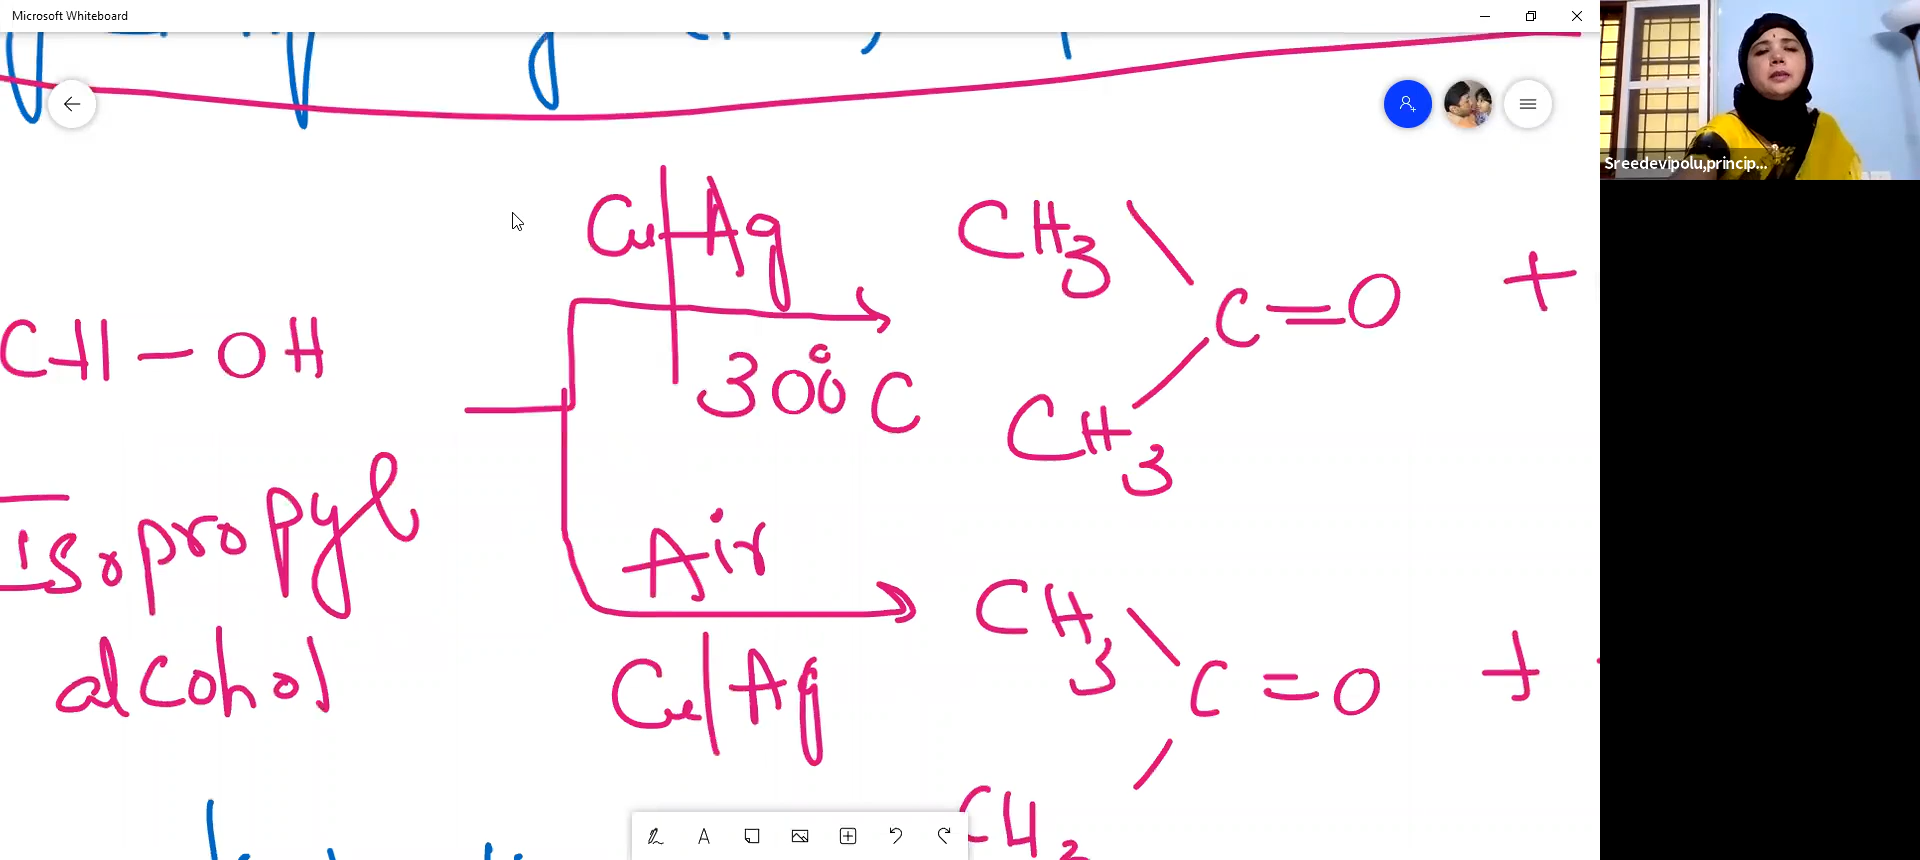 Microsoft Whiteboard
Sreedevipolu,princip...
Cu/Ag
300°C
CH3
C=O
+
CH3
CH-OH
Isopropyl
alcohol
Air
Cu/Ag
CH3
C=O
+
CH3